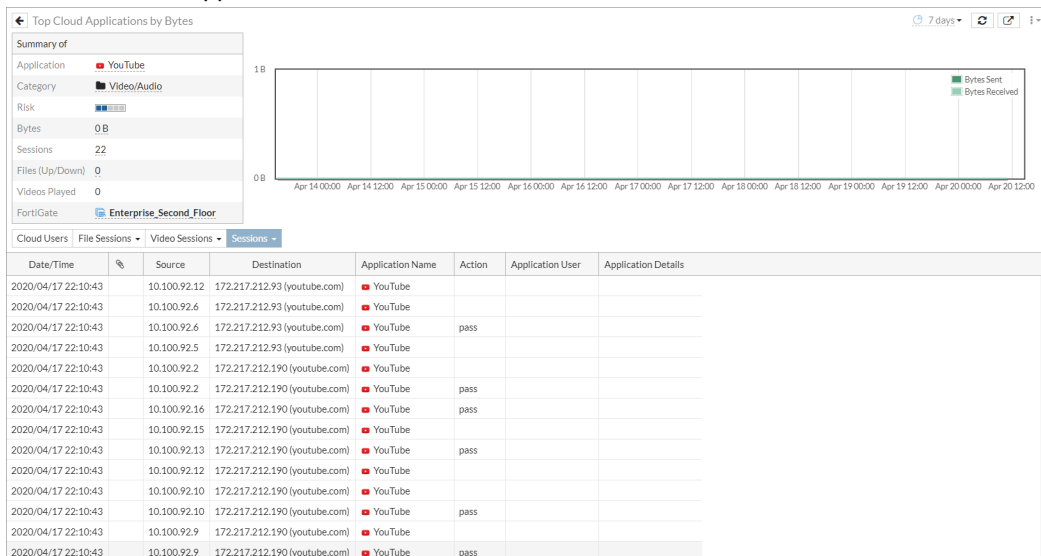 Top Cloud Applications by Bytes
7 days
Summary of
Application YouTube
Category Video/Audio
Risk
Bytes 0 B
Sessions 22
Files (Up/Down) 0
Videos Played 0
FortiGate Enterprise_Second_Floor
1 B
0 B
Bytes Sent
Bytes Received
Apr 14 00:00 Apr 14 12:00 Apr 15 00:00 Apr 15 12:00 Apr 16 00:00 Apr 16 12:00 Apr 17 00:00 Apr 17 12:00 Apr 18 00:00 Apr 18 12:00 Apr 19 00:00 Apr 19 12:00 Apr 20 00:00 Apr 20 12:00
Cloud Users File Sessions Video Sessions Sessions
Date/Time Source Destination Application Name Action Application User Application Details
2020/04/17 22:10:43 10.100.92.12 172.217.212.93 (youtube.com) YouTube
2020/04/17 22:10:43 10.100.92.6 172.217.212.93 (youtube.com) YouTube
2020/04/17 22:10:43 10.100.92.6 172.217.212.93 (youtube.com) YouTube pass
2020/04/17 22:10:43 10.100.92.5 172.217.212.93 (youtube.com) YouTube
2020/04/17 22:10:43 10.100.92.2 172.217.212.190 (youtube.com) YouTube
2020/04/17 22:10:43 10.100.92.2 172.217.212.190 (youtube.com) YouTube pass
2020/04/17 22:10:43 10.100.92.16 172.217.212.190 (youtube.com) YouTube pass
2020/04/17 22:10:43 10.100.92.15 172.217.212.190 (youtube.com) YouTube
2020/04/17 22:10:43 10.100.92.13 172.217.212.190 (youtube.com) YouTube pass
2020/04/17 22:10:43 10.100.92.12 172.217.212.190 (youtube.com) YouTube
2020/04/17 22:10:43 10.100.92.10 172.217.212.190 (youtube.com) YouTube
2020/04/17 22:10:43 10.100.92.10 172.217.212.190 (youtube.com) YouTube pass
2020/04/17 22:10:43 10.100.92.9 172.217.212.190 (youtube.com) YouTube
2020/04/17 22:10:43 10.100.92.9 172.217.212.190 (youtube.com) YouTube pass